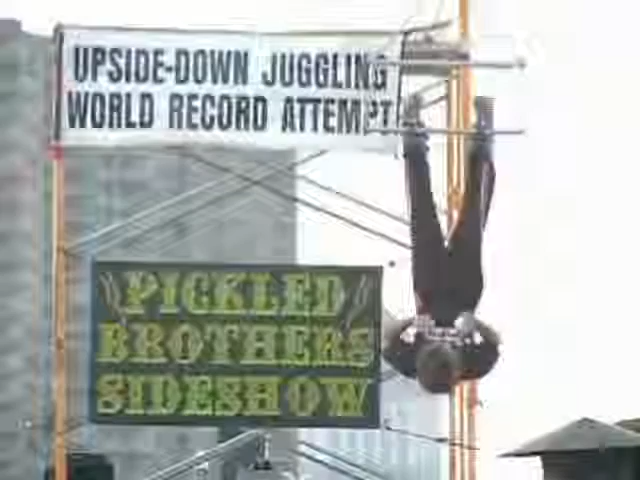 UPSIDE-DOWN JUGGLING
WORLD RECORD ATTEMPT
PICKLED
BROTHERS
SIDESHOW